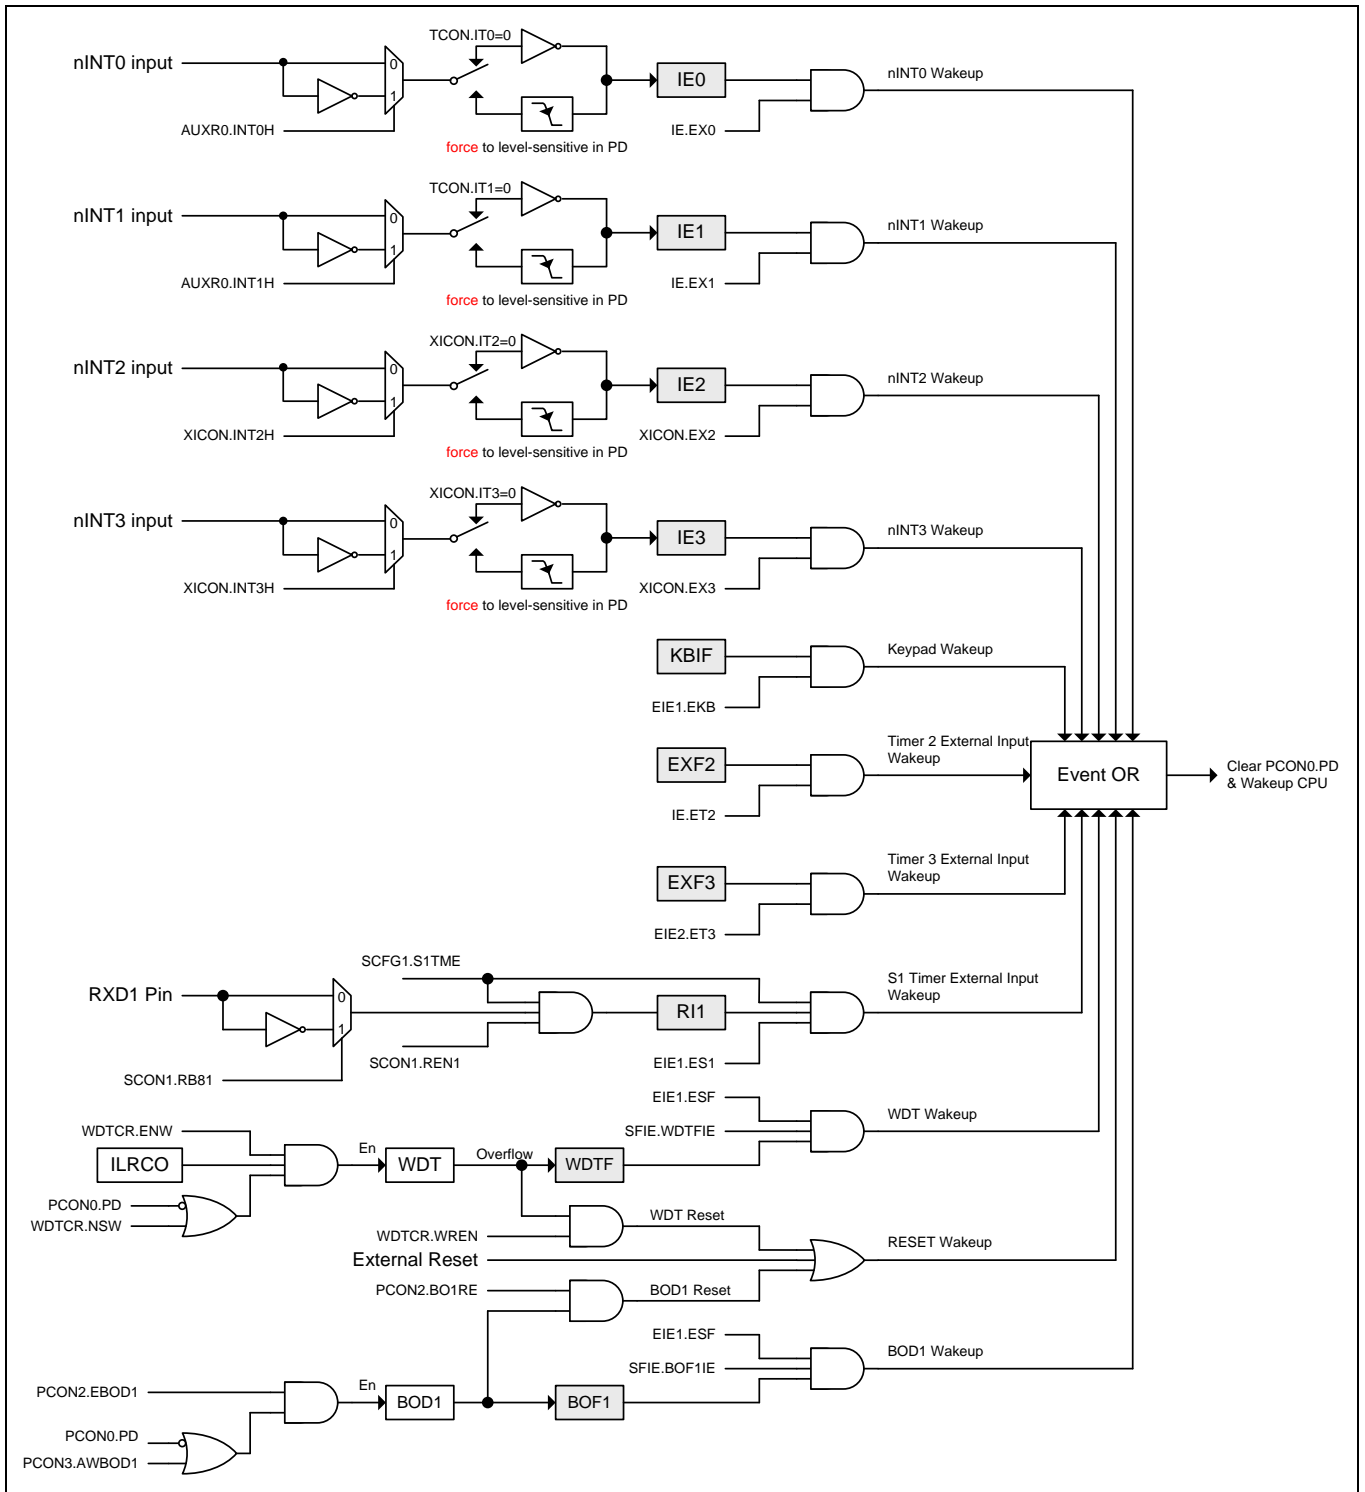 TCON.IT0=0
nINT0 input
0
1
IE0
nINT0 Wakeup
AUXR0.INT0H
IE.EX0
force to level-sensitive in PD
TCON.IT1=0
nINT1 input
0
1
IE1
nINT1 Wakeup
AUXR0.INT1H
IE.EX1
force to level-sensitive in PD
XICON.IT2=0
nINT2 input
0
1
IE2
nINT2 Wakeup
XICON.INT2H
XICON.EX2
force to level-sensitive in PD
XICON.IT3=0
nINT3 input
0
1
IE3
nINT3 Wakeup
XICON.INT3H
XICON.EX3
force to level-sensitive in PD
KBIF
Keypad Wakeup
EIE1.EKB
EXF2
Timer 2 External Input
Wakeup
IE.ET2
Event OR
Clear PCON0.PD
& Wakeup CPU
EXF3
Timer 3 External Input
Wakeup
EIE2.ET3
SCFG1.S1TME
RXD1 Pin
0
1
RI1
S1 Timer External Input
Wakeup
SCON1.REN1
EIE1.ES1
SCON1.RB81
EIE1.ESF
WDTCR.ENW
SFIE.WDTFIE
WDT Wakeup
ILRCO
En
WDT
Overflow
WDTF
PCON0.PD
WDTCR.NSW
WDT Reset
WDTCR.WREN
External Reset
RESET Wakeup
PCON2.BO1RE
BOD1 Reset
EIE1.ESF
SFIE.BOF1IE
BOD1 Wakeup
PCON2.EBOD1
En
BOD1
BOF1
PCON0.PD
PCON3.AWBOD1